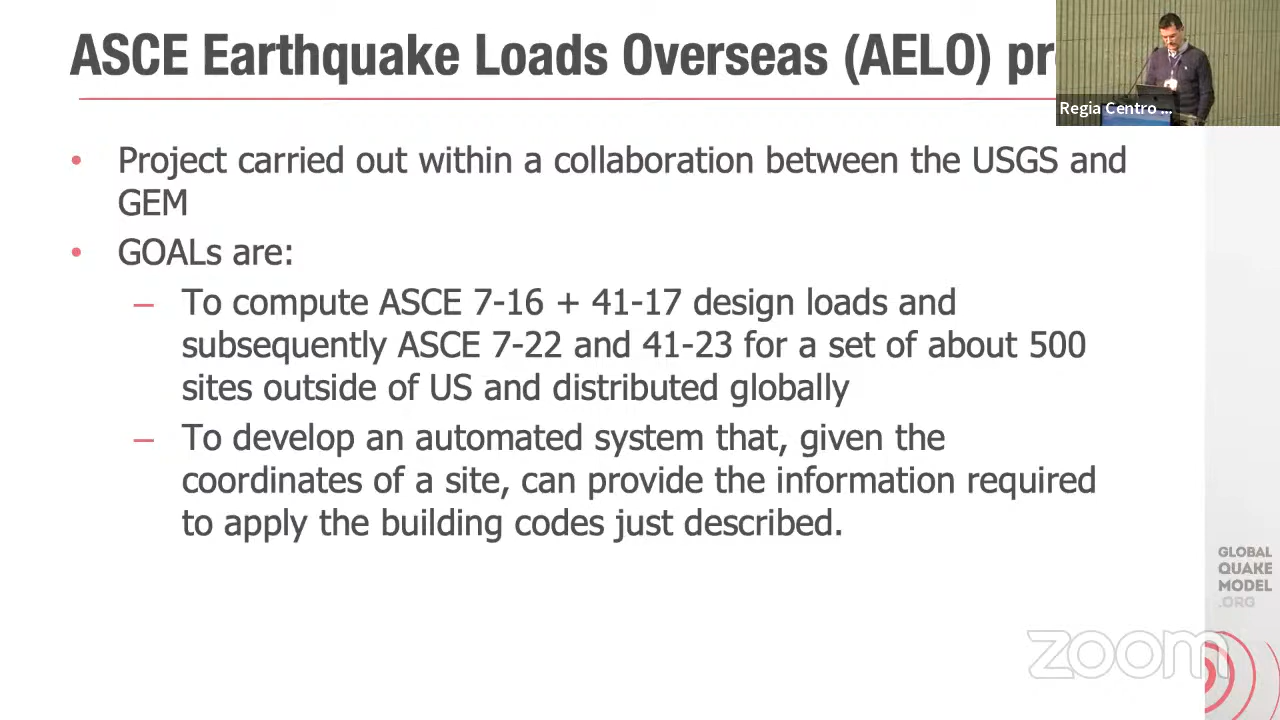 ASCE Earthquake Loads Overseas (AELO) pr
Regia Centro ...
• Project carried out within a collaboration between the USGS and
GEM
• GOALs are:
– To compute ASCE 7-16 + 41-17 design loads and
subsequently ASCE 7-22 and 41-23 for a set of about 500
sites outside of US and distributed globally
– To develop an automated system that, given the
coordinates of a site, can provide the information required
to apply the building codes just described.
GLOBAL
QUAKE
MODEL
.ORG
zoom